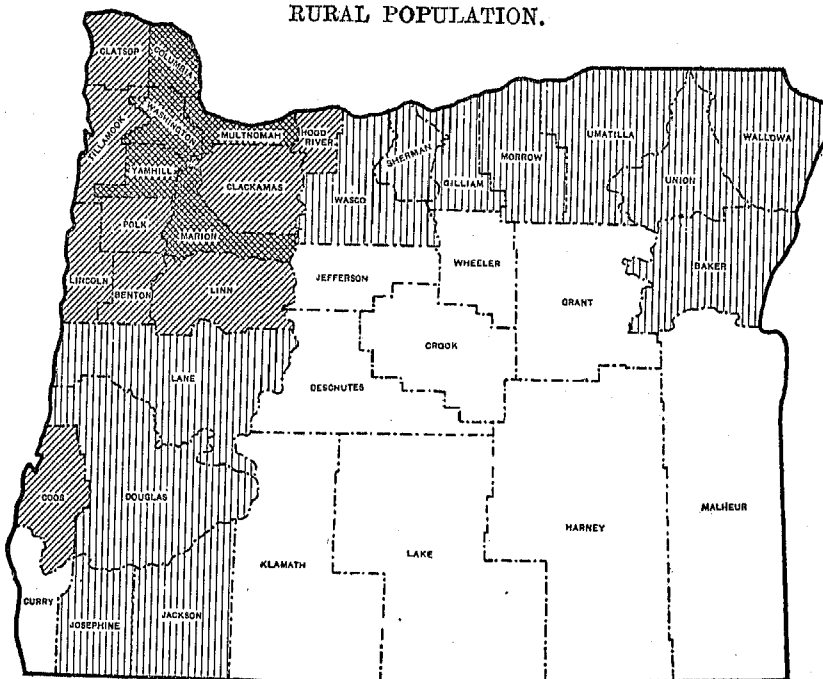 RURAL POPULATION.
CLATSOP
COLUMBIA
TILLAMOOK
WASHINGTON
MULTNOMAH
HOOD
RIVER
YAMHILL
CLACKAMAS
WASCO
SHERMAN
GILLIAM
MORROW
UMATILLA
UNION
WALLOWA
POLK
MARION
LINCOLN
BENTON
LINN
JEFFERSON
WHEELER
GRANT
BAKER
CROOK
LANE
DESCHUTES
COOS
DOUGLAS
KLAMATH
LAKE
HARNEY
MALHEUR
CURRY
JOSEPHINE
JACKSON